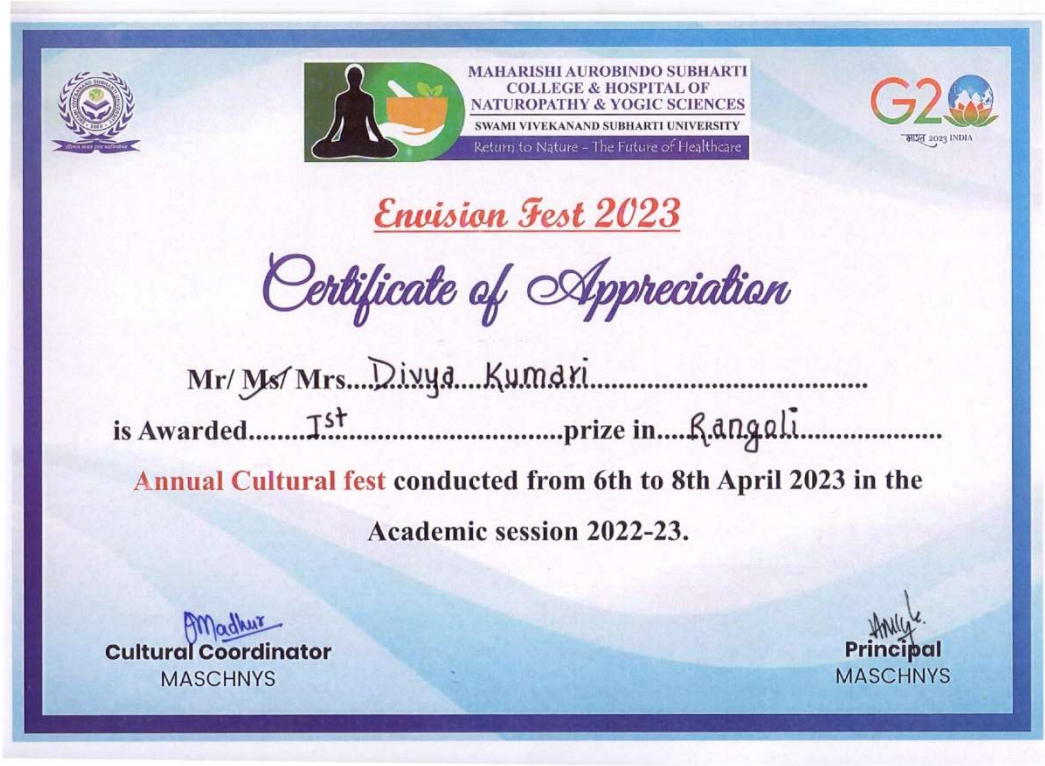 MAHARISHI AUROBINDO SUBHARTI
COLLEGE & HOSPITAL OF
NATUROPATHY & YOGIC SCIENCES
SWAMI VIVEKANAND SUBHARTI UNIVERSITY
Return to Nature – The Future of Healthcare
G20
भारत 2023 INDIA
Envision Fest 2023
Certificate of Appreciation
Mr/ Ms/ Mrs....Divya....Kumari..........
is Awarded........Ist..........prize in.....Rangoli..........
Annual Cultural fest conducted from 6th to 8th April 2023 in the
Academic session 2022-23.
Madhur
Cultural Coordinator
MASCHNYS
Principal
MASCHNYS